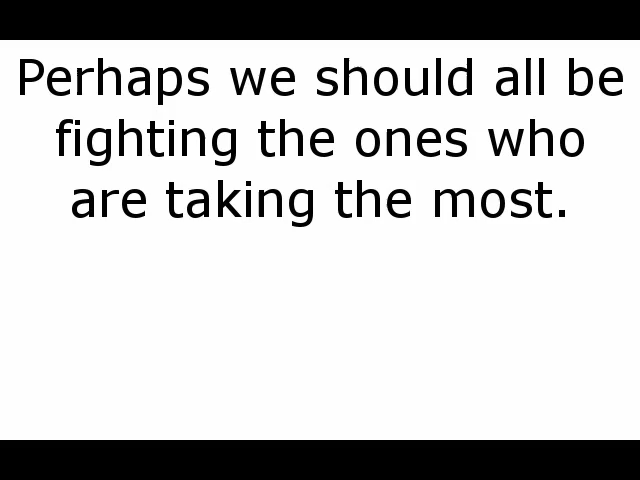 Perhaps we should all be
fighting the ones who
are taking the most.